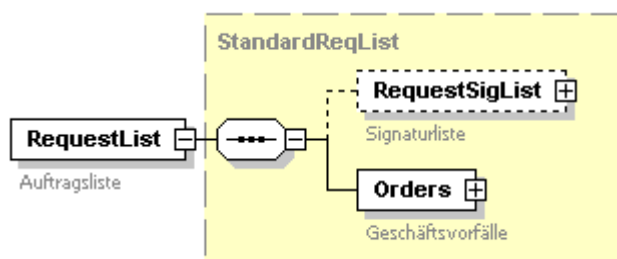 StandardReqList
RequestSigList
Signaturliste
RequestList
Auftragsliste
Orders
Geschäftsvorfälle